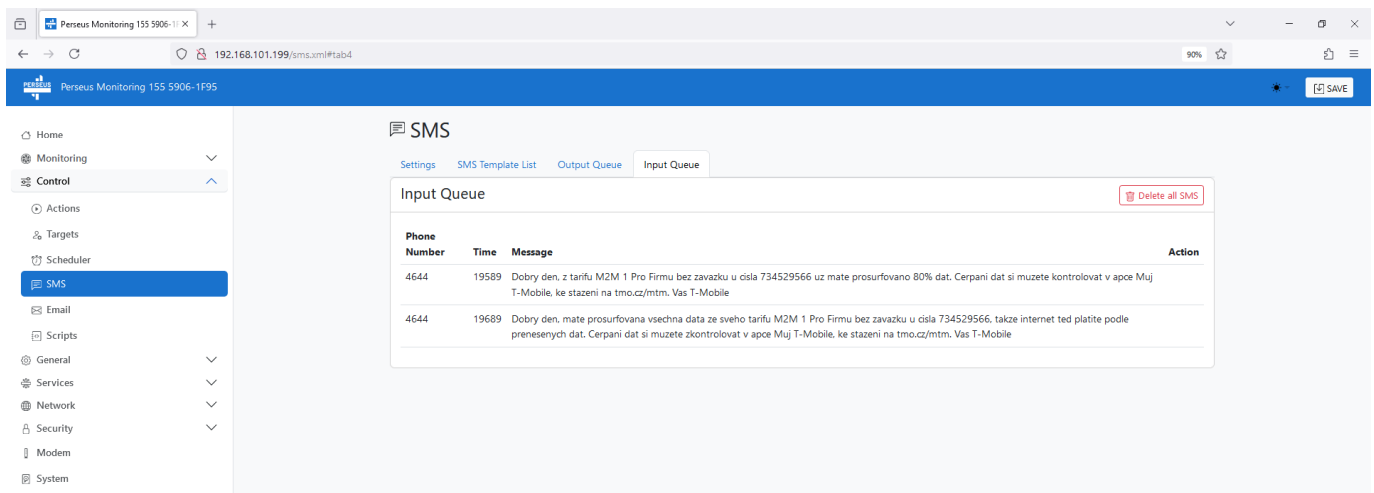 Perseus Monitoring 155 5906-1F
192.168.101.199/sms.xml#tab4
90%
PERSEUS
Perseus Monitoring 155 5906-1F95
SAVE
Home
Monitoring
Control
Actions
Targets
Scheduler
SMS
Email
Scripts
General
Services
Network
Security
Modem
System
SMS
Settings
SMS Template List
Output Queue
Input Queue
Input Queue
Delete all SMS
Phone
Number Time Message Action
4644 19589 Dobry den, z tarifu M2M 1 Pro Firmu bez zavazku u cisla 734529566 uz mate prosurfovano 80% dat. Cerpani dat si muzete kontrolovat v apce Muj
T-Mobile, ke stazeni na tmo.cz/mtm. Vas T-Mobile
4644 19689 Dobry den, mate prosurfovana vsechna data ze sveho tarifu M2M 1 Pro Firmu bez zavazku u cisla 734529566, takze internet ted platite podle
prenesenych dat. Cerpani dat si muzete zkontrolovat v apce Muj T-Mobile, ke stazeni na tmo.cz/mtm. Vas T-Mobile